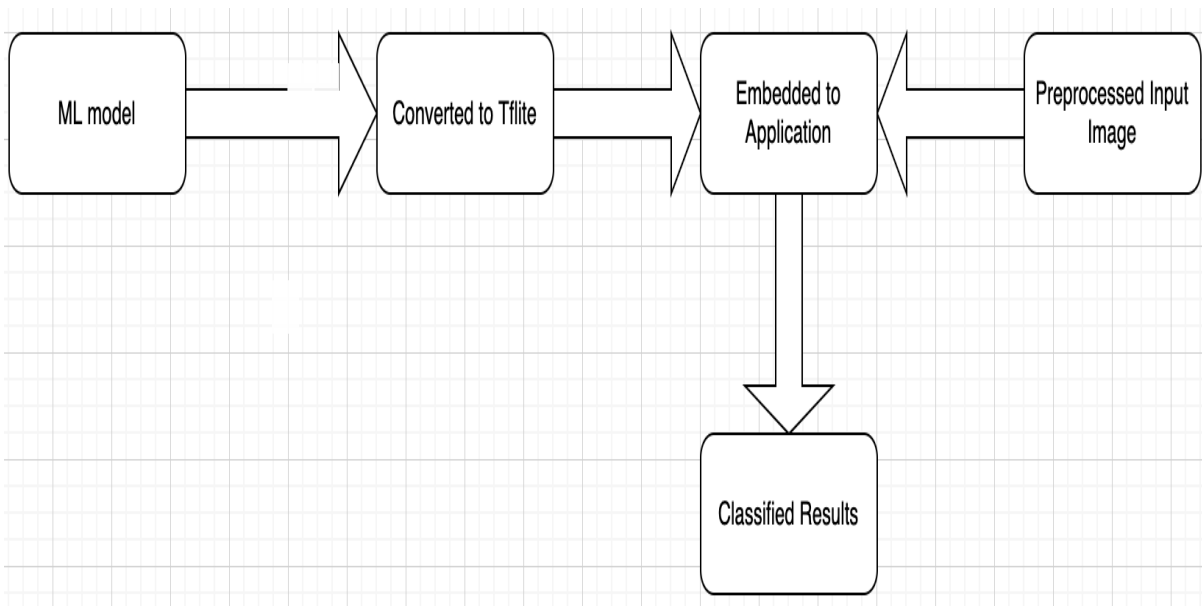 ML model
Converted to Tflite
Embedded to
Application
Preprocessed Input
Image
Classified Results